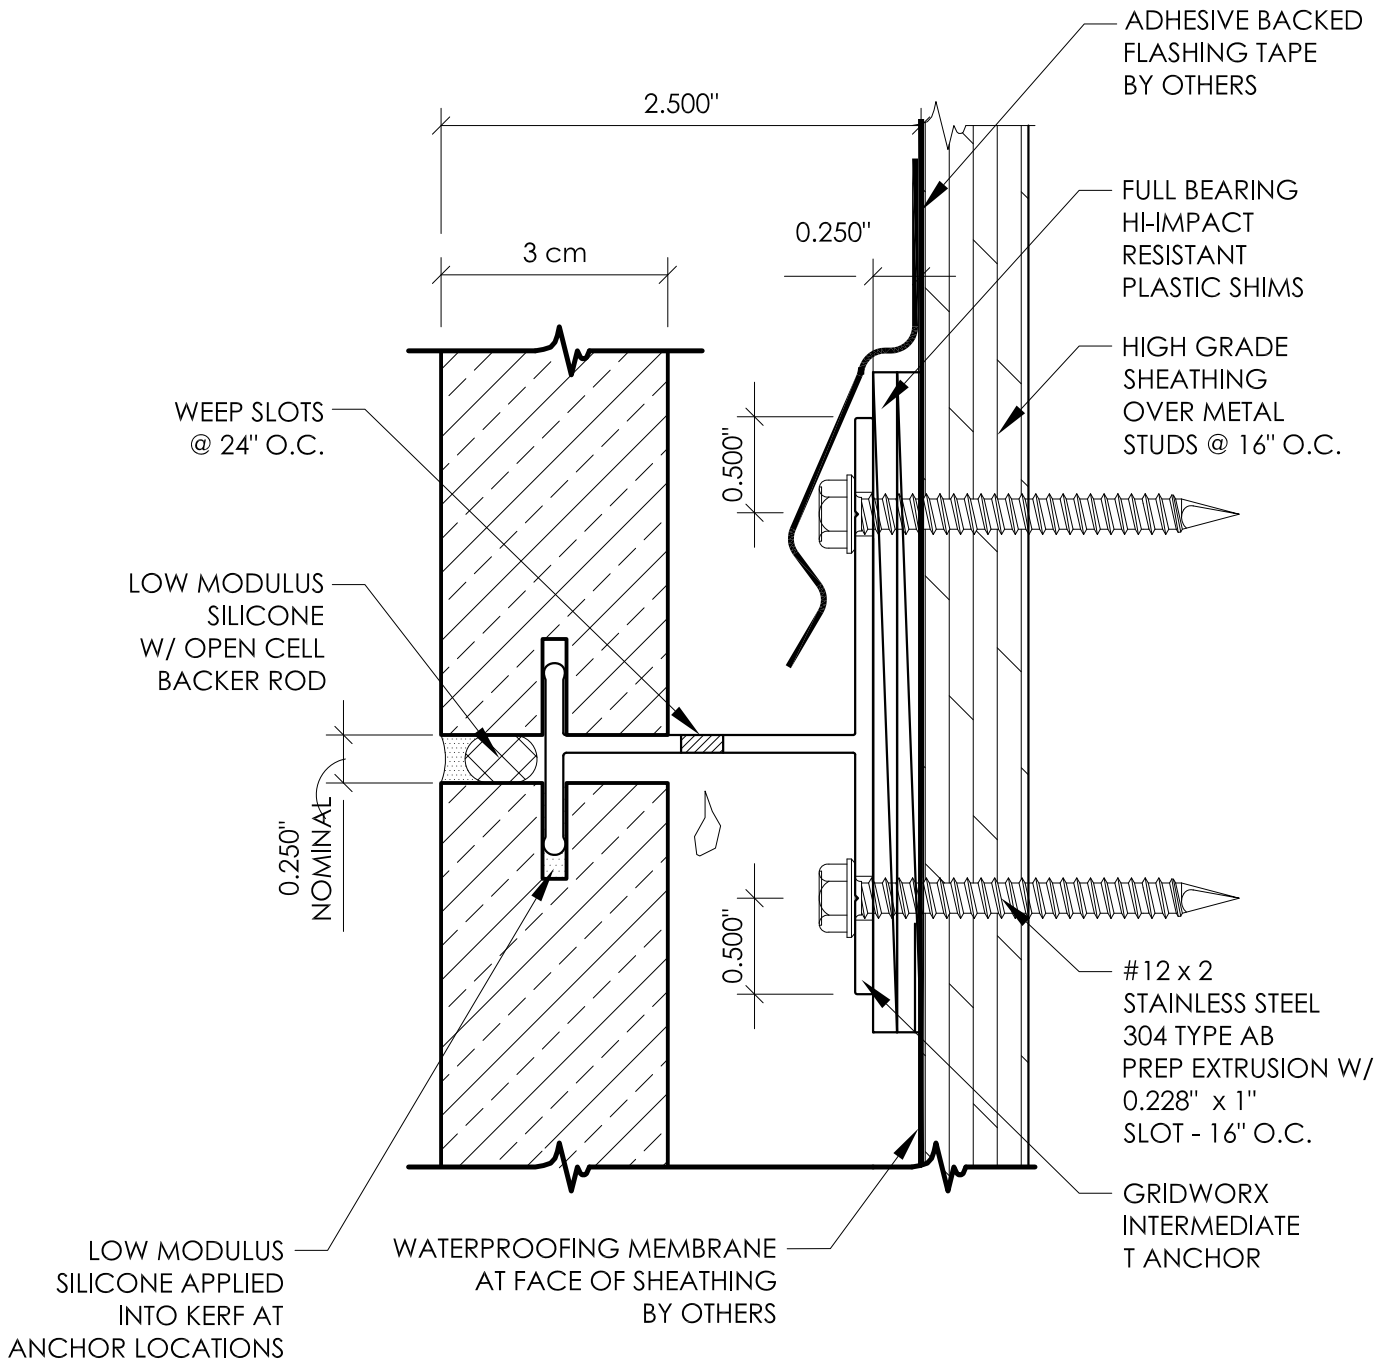 ADHESIVE BACKED
FLASHING TAPE
BY OTHERS
2.500"
FULL BEARING
HI-IMPACT
RESISTANT
PLASTIC SHIMS
0.250"
3 cm
HIGH GRADE
SHEATHING
OVER METAL
STUDS @ 16" O.C.
WEEP SLOTS
@ 24" O.C.
0.500"
LOW MODULUS
SILICONE
W/ OPEN CELL
BACKER ROD
0.250"
NOMINAL
0.500"
#12 x 2
STAINLESS STEEL
304 TYPE AB
PREP EXTRUSION W/
0.228" x 1"
SLOT - 16" O.C.
GRIDWORX
INTERMEDIATE
T ANCHOR
LOW MODULUS
SILICONE APPLIED
INTO KERF AT
ANCHOR LOCATIONS
WATERPROOFING MEMBRANE
AT FACE OF SHEATHING
BY OTHERS